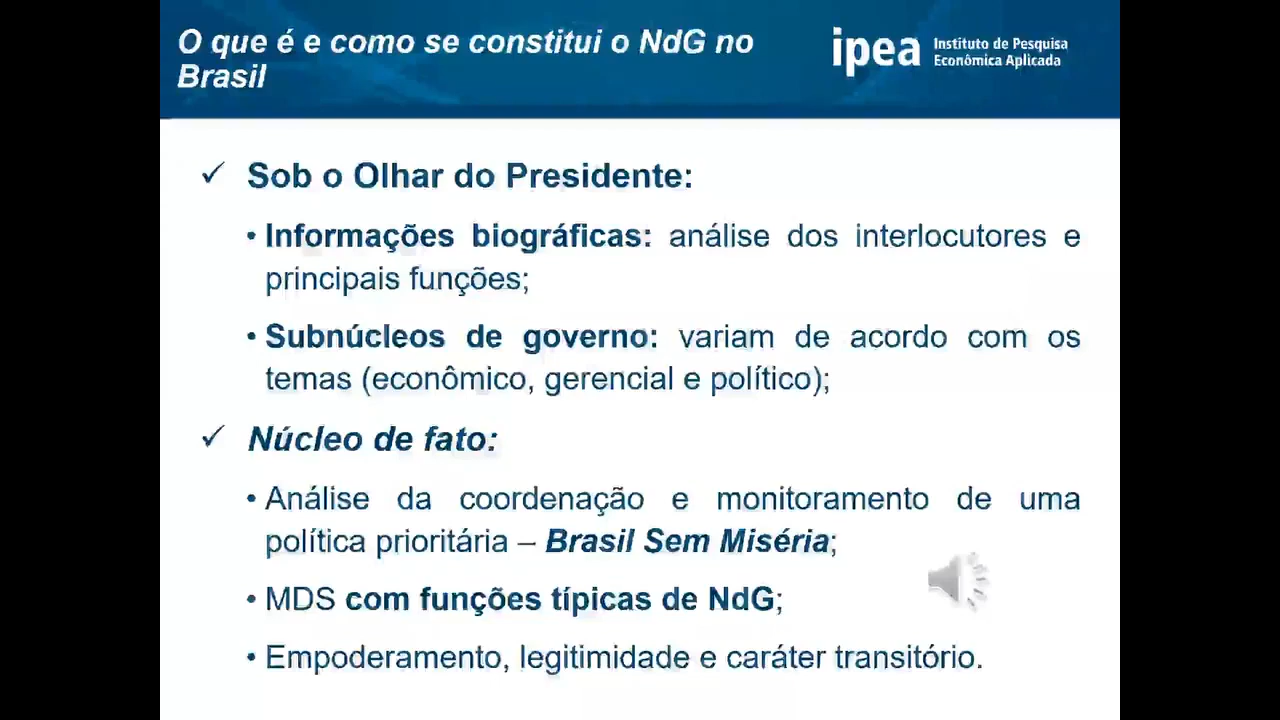 O que é e como se constitui o NdG no
Brasil
ipea
Instituto de Pesquisa
Econômica Aplicada
✓ Sob o Olhar do Presidente:
• Informações biográficas: análise dos interlocutores e
principais funções;
• Subnúcleos de governo: variam de acordo com os
temas (econômico, gerencial e político);
✓ Núcleo de fato:
• Análise da coordenação e monitoramento de uma
política prioritária – Brasil Sem Miséria;
• MDS com funções típicas de NdG;
• Empoderamento, legitimidade e caráter transitório.